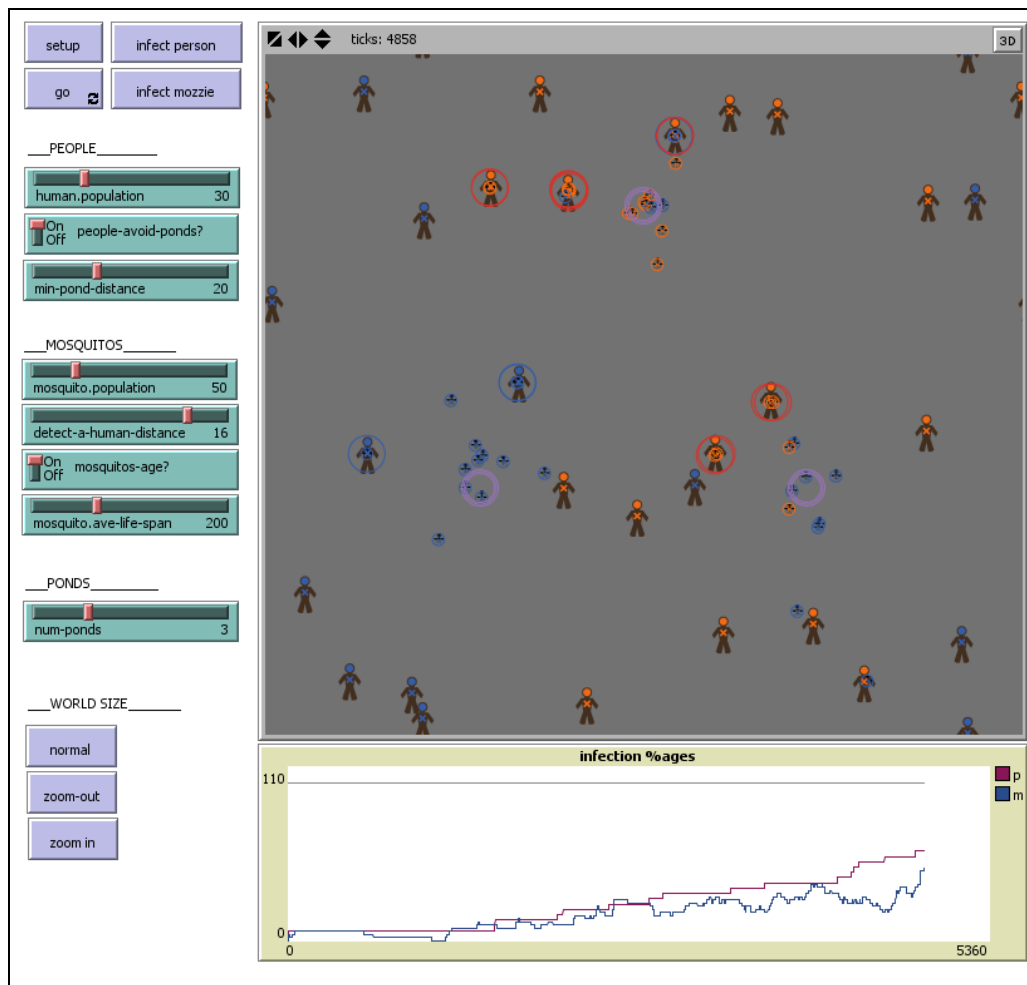 setup
infect person
go
infect mozzie
___PEOPLE________
human.population 30
On
Off
people-avoid-ponds?
min-pond-distance 20
___MOSQUITOS_______
mosquito.population 50
detect-a-human-distance 16
On
Off
mosquitos-age?
mosquito.ave-life-span 200
___PONDS__________
num-ponds 3
___WORLD SIZE_______
normal
zoom-out
zoom in
ticks: 4858
3D
infection %ages
110
0
0
5360
p
m